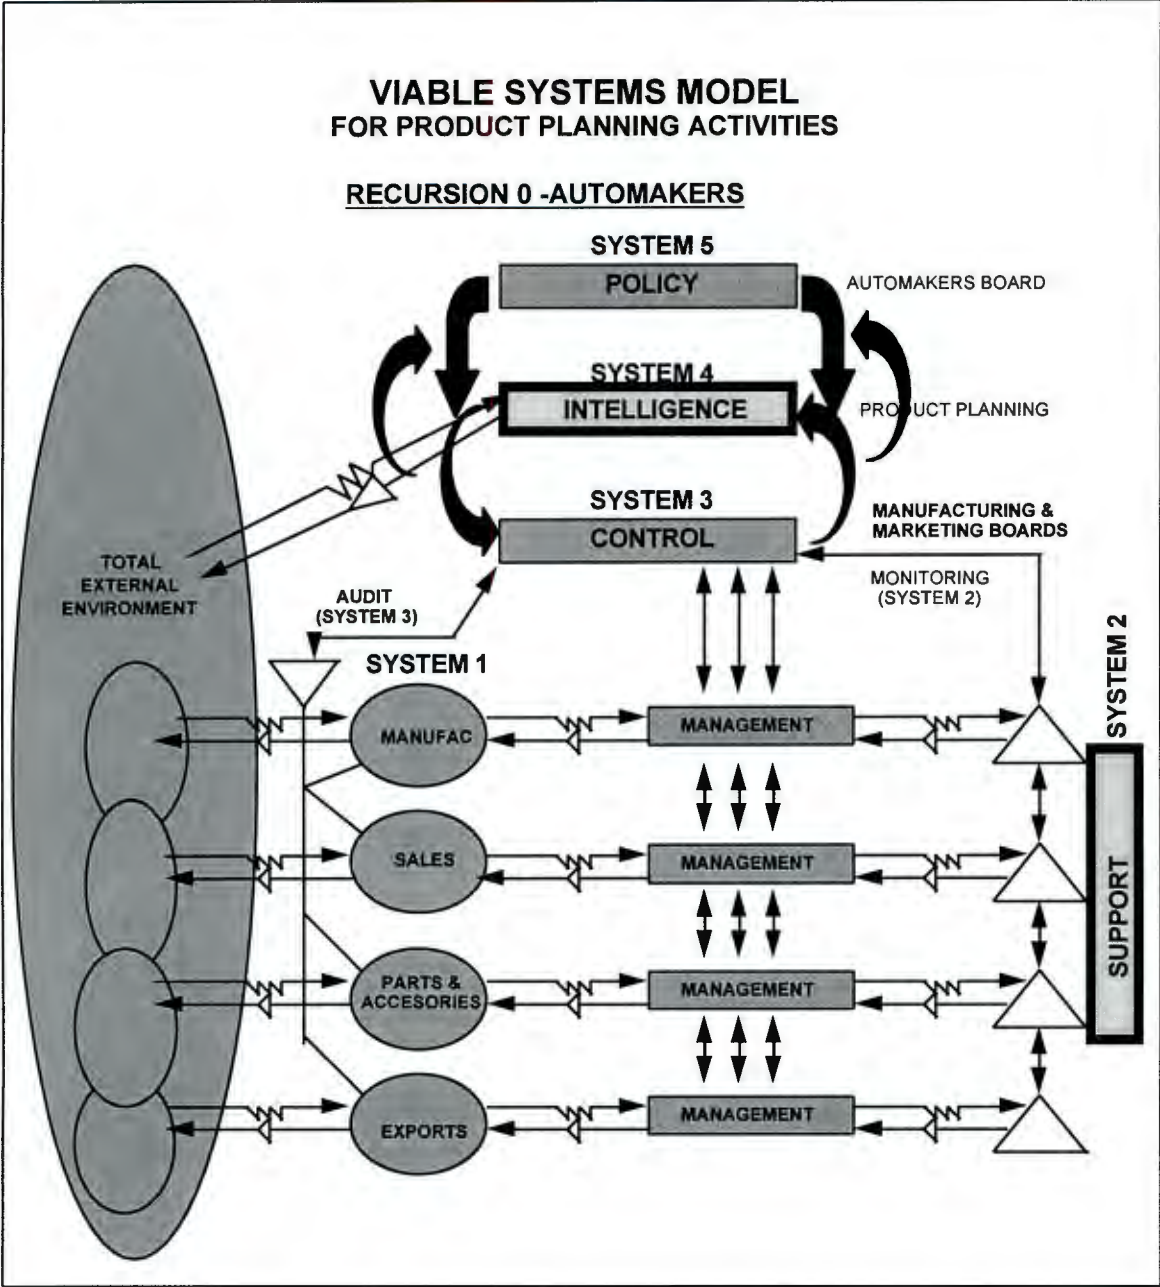 VIABLE SYSTEMS MODEL
FOR PRODUCT PLANNING ACTIVITIES
RECURSION 0 -AUTOMAKERS
SYSTEM 5
POLICY
AUTOMAKERS BOARD
SYSTEM 4
INTELLIGENCE
PRODUCT PLANNING
SYSTEM 3
CONTROL
MANUFACTURING &
MARKETING BOARDS
TOTAL
EXTERNAL
ENVIRONMENT
AUDIT
(SYSTEM 3)
MONITORING
(SYSTEM 2)
SYSTEM 1
SYSTEM 2
MANUFAC
MANAGEMENT
SALES
MANAGEMENT
SUPPORT
PARTS &
ACCESORIES
MANAGEMENT
EXPORTS
MANAGEMENT